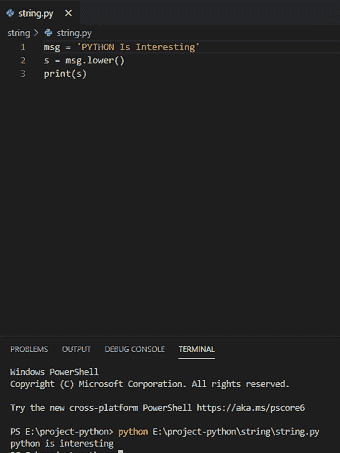 string.py ×
string > string.py
1 msg = 'PYTHON Is Interesting'
2 s = msg.lower()
3 print(s)
PROBLEMS OUTPUT DEBUG CONSOLE TERMINAL
Windows PowerShell
Copyright (C) Microsoft Corporation. All rights reserved.
Try the new cross-platform PowerShell https://aka.ms/pscore6
PS E:\project-python> python E:\project-python\string\string.py
python is interesting